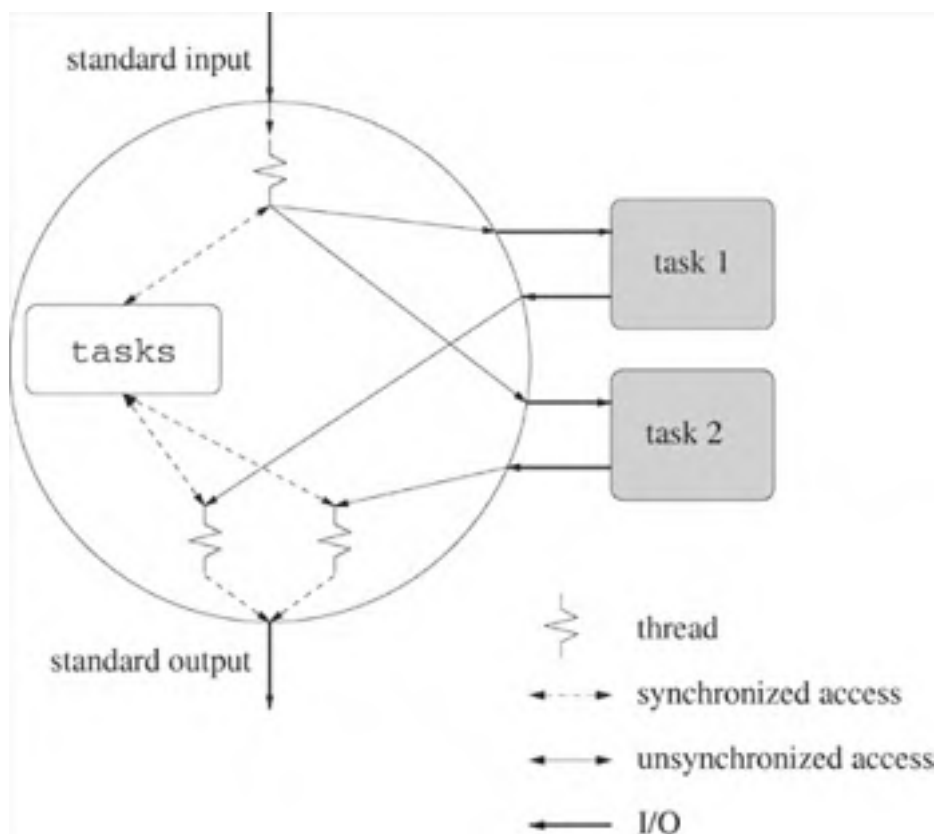 standard input
task 1
tasks
task 2
standard output
thread
synchronized access
unsynchronized access
I/O